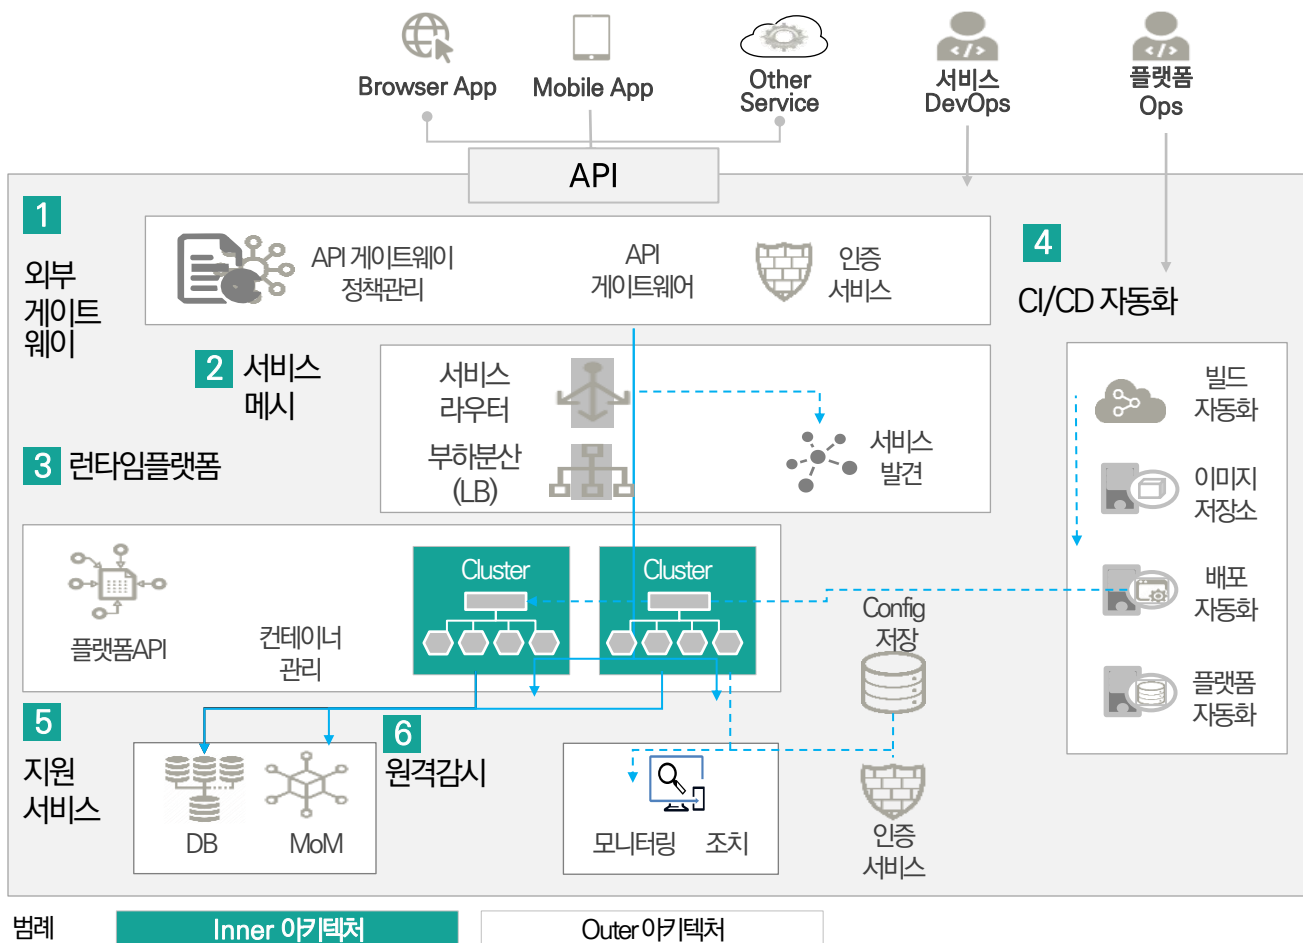 Browser App
Mobile App
Other
Service
서비스
DevOps
플랫폼
Ops
API
1
외부
게이트
웨이
API 게이트웨이
정책관리
API
게이트웨어
인증
서비스
4
CI/CD 자동화
2 서비스
메시
서비스
라우터
부하분산
(LB)
서비스
발견
빌드
자동화
이미지
저장소
배포
자동화
플랫폼
자동화
3 런타임플랫폼
플랫폼API
컨테이너
관리
Cluster
Cluster
Config
저장
5
지원
서비스
DB
MoM
6
원격감시
모니터링
조치
인증
서비스
범례
Inner 아키텍처
Outer 아키텍처